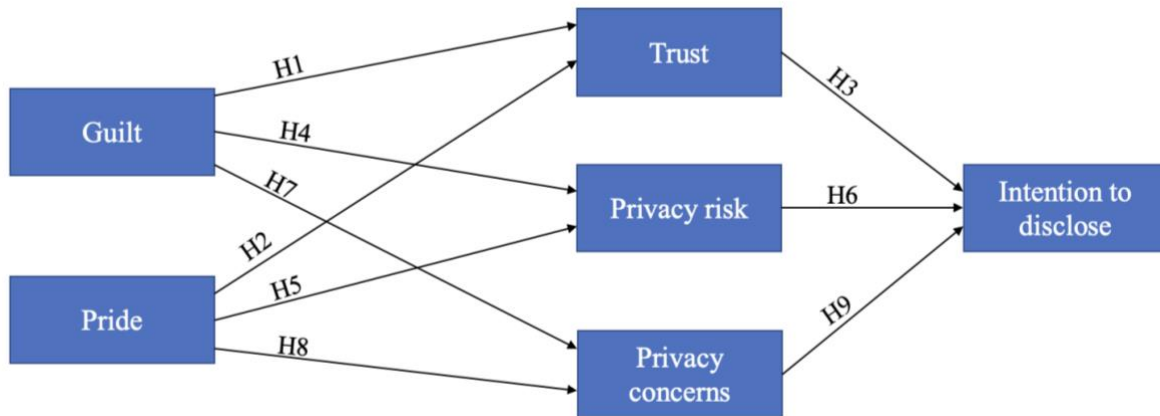 Trust
H1
H3
Guilt
H4
H7
Privacy risk
H6
Intention to
disclose
H2
H5
Pride
H8
H9
Privacy
concerns